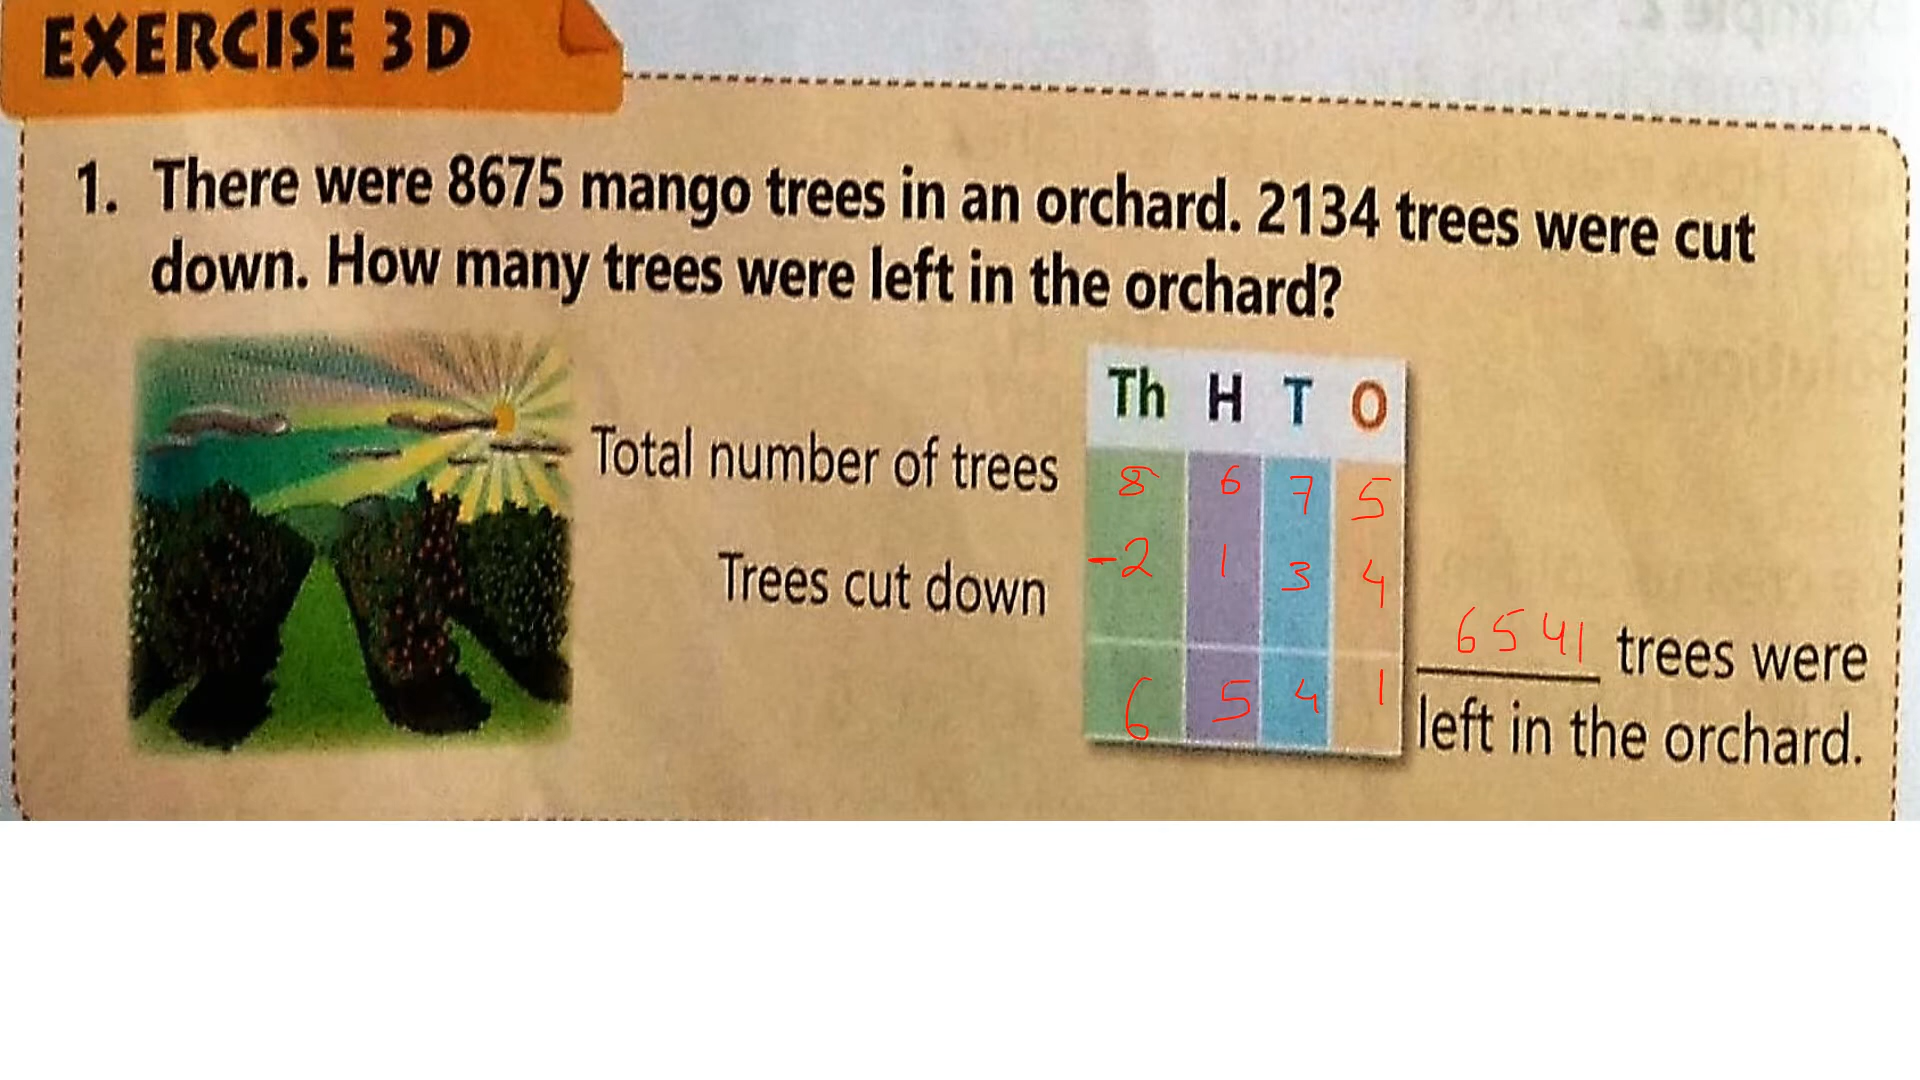 EXERCISE 3D
1. There were 8675 mango trees in an orchard. 2134 trees were cut
down. How many trees were left in the orchard?
Th H T O
Total number of trees 8 6 7 5
Trees cut down -2 1 3 4
6 5 4 1
6541 trees were
left in the orchard.